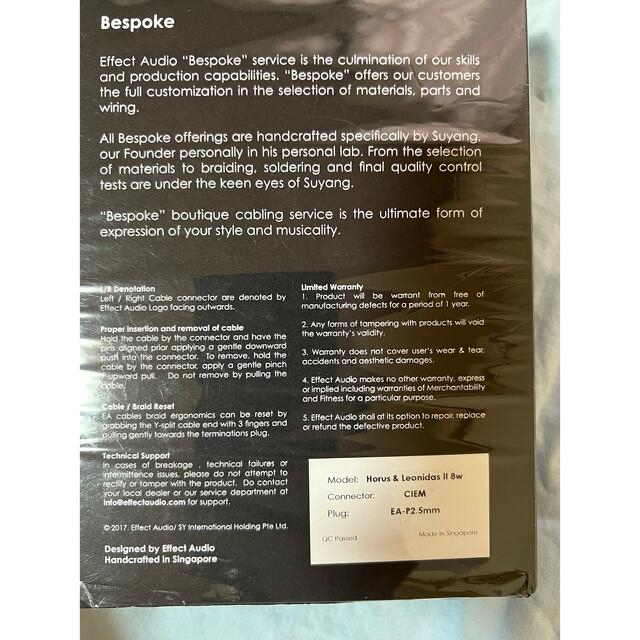 Bespoke
Effect Audio “Bespoke” service is the culmination of our skills
and production capabilities. “Bespoke” offers our customers
the full customization in the selection of materials, parts and
wiring.
All Bespoke offerings are handcrafted specifically by Suyang,
our Founder personally in his personal lab. From the selection
of materials to braiding, soldering and final quality control
tests are under the keen eyes of Suyang.
“Bespoke” boutique cabling service is the ultimate form of
expression of your style and musicality.
L/R Denotation
Left / Right Cable connector are denoted by
Effect Audio Logo facing outwards.
Proper insertion and removal of cable
Hold the cable by the connector and have the
pins aligned prior applying a gentle downward
push into the connector. To remove, hold the
cable by the connector, apply a gentle pinch
/ upward pull. Do not remove by pulling the
cable.
Cable / Braid Reset
EA cables braid ergonomics can be reset by
grabbing the Y-split cable end with 3 fingers and
pulling gently towards the terminations plug.
Technical Support
In cases of breakage , technical failures or
intermittence issues, please do not attempt to
rectify or tamper with the product. Do contact
your local dealer or our service department at
info@effectaudio.com for support.
© 2017. Effect Audio/ SY International Holding Pte Ltd.
Designed by Effect Audio
Handcrafted in Singapore
Limited Warranty
1. Product will be warrant from free of
manufacturing defects for a period of 1 year.
2. Any forms of tampering with products will void
the warranty's validity.
3. Warranty does not cover user's wear & tear,
accidents and aesthetic damages.
4. Effect Audio makes no other warranty, express
or implied including warranties of Merchantability
and Fitness for a particular purpose.
5. Effect Audio shall at its option to repair, replace
or refund the defective product.
Model: Horus & Leonidas II 8w
Connector: CIEM
Plug: EA-P2.5mm
QC Passed Made in Singapore